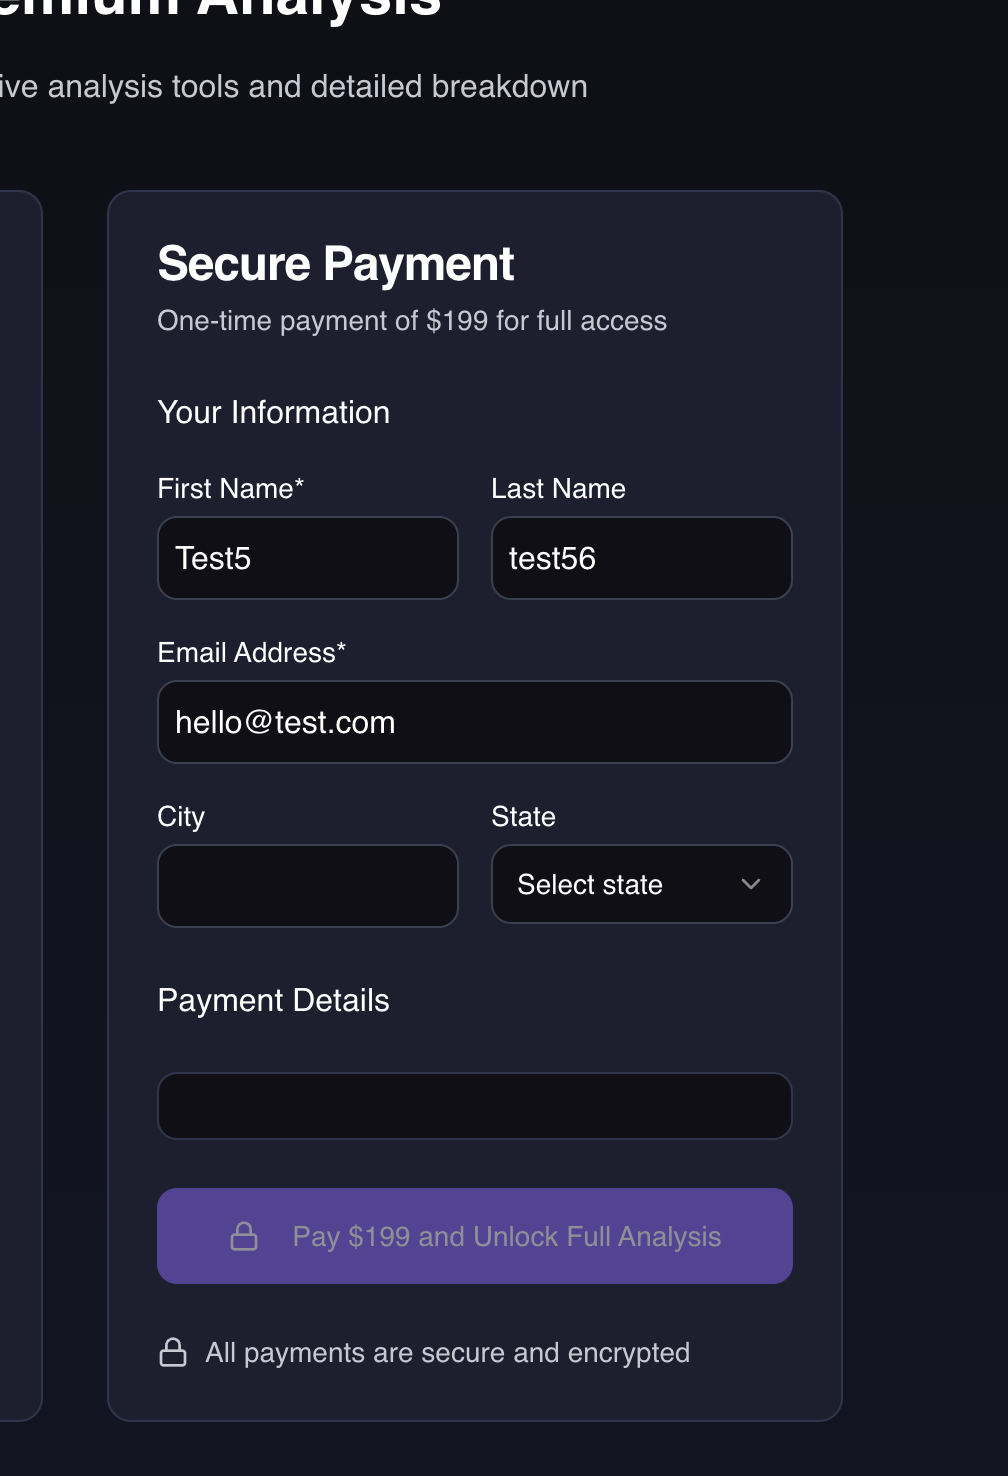 Analysis
ive analysis tools and detailed breakdown
Secure Payment
One-time payment of $199 for full access
Your Information
First Name* Last Name
Test5 test56
Email Address*
hello@test.com
City State
Select state
Payment Details
Pay $199 and Unlock Full Analysis
All payments are secure and encrypted